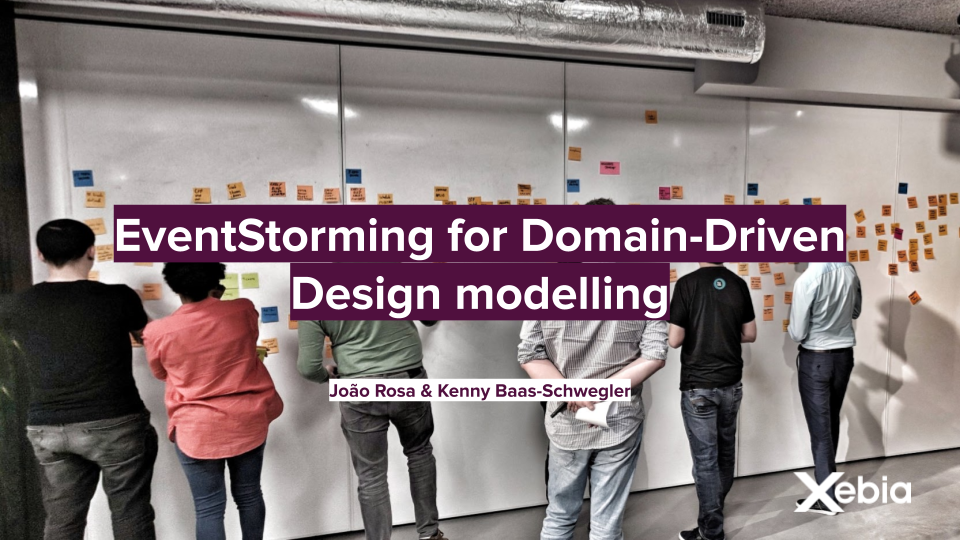 EventStorming for Domain-Driven
Design modelling
João Rosa & Kenny Baas-Schwegler
Xebia